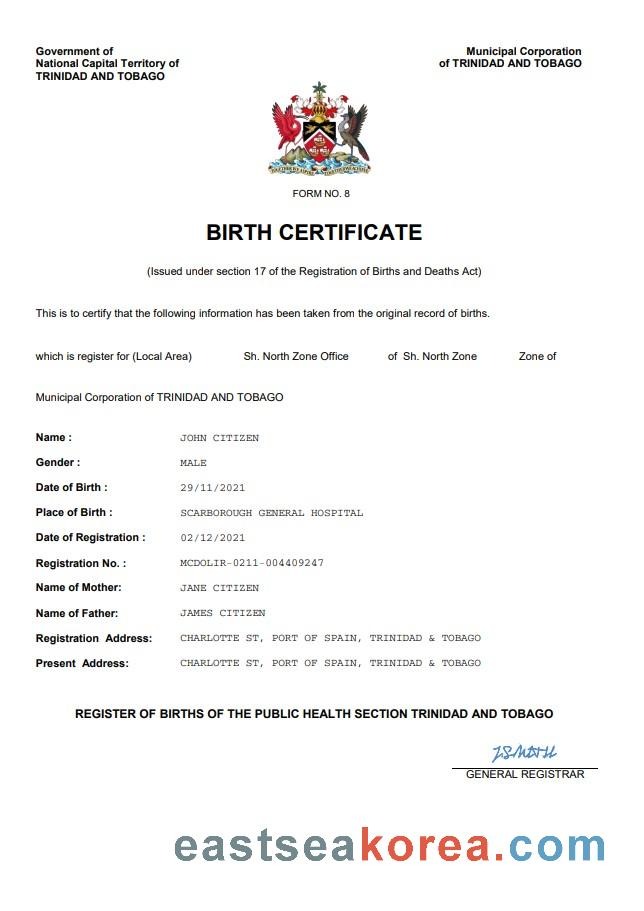 Government of
National Capital Territory of
TRINIDAD AND TOBAGO
Municipal Corporation
of TRINIDAD AND TOBAGO
TOGETHER WE ASPIRE TOGETHER WE ACHIEVE
FORM NO. 8
BIRTH CERTIFICATE
(Issued under section 17 of the Registration of Births and Deaths Act)
This is to certify that the following information has been taken from the original record of births.
which is register for (Local Area) Sh. North Zone Office of Sh. North Zone Zone of
Municipal Corporation of TRINIDAD AND TOBAGO
Name : JOHN CITIZEN
Gender : MALE
Date of Birth : 29/11/2021
Place of Birth : SCARBOROUGH GENERAL HOSPITAL
Date of Registration : 02/12/2021
Registration No. : MCDOLIR-0211-004409247
Name of Mother: JANE CITIZEN
Name of Father: JAMES CITIZEN
Registration Address: CHARLOTTE ST, PORT OF SPAIN, TRINIDAD & TOBAGO
Present Address: CHARLOTTE ST, PORT OF SPAIN, TRINIDAD & TOBAGO
REGISTER OF BIRTHS OF THE PUBLIC HEALTH SECTION TRINIDAD AND TOBAGO
GENERAL REGISTRAR
eastseakorea.com